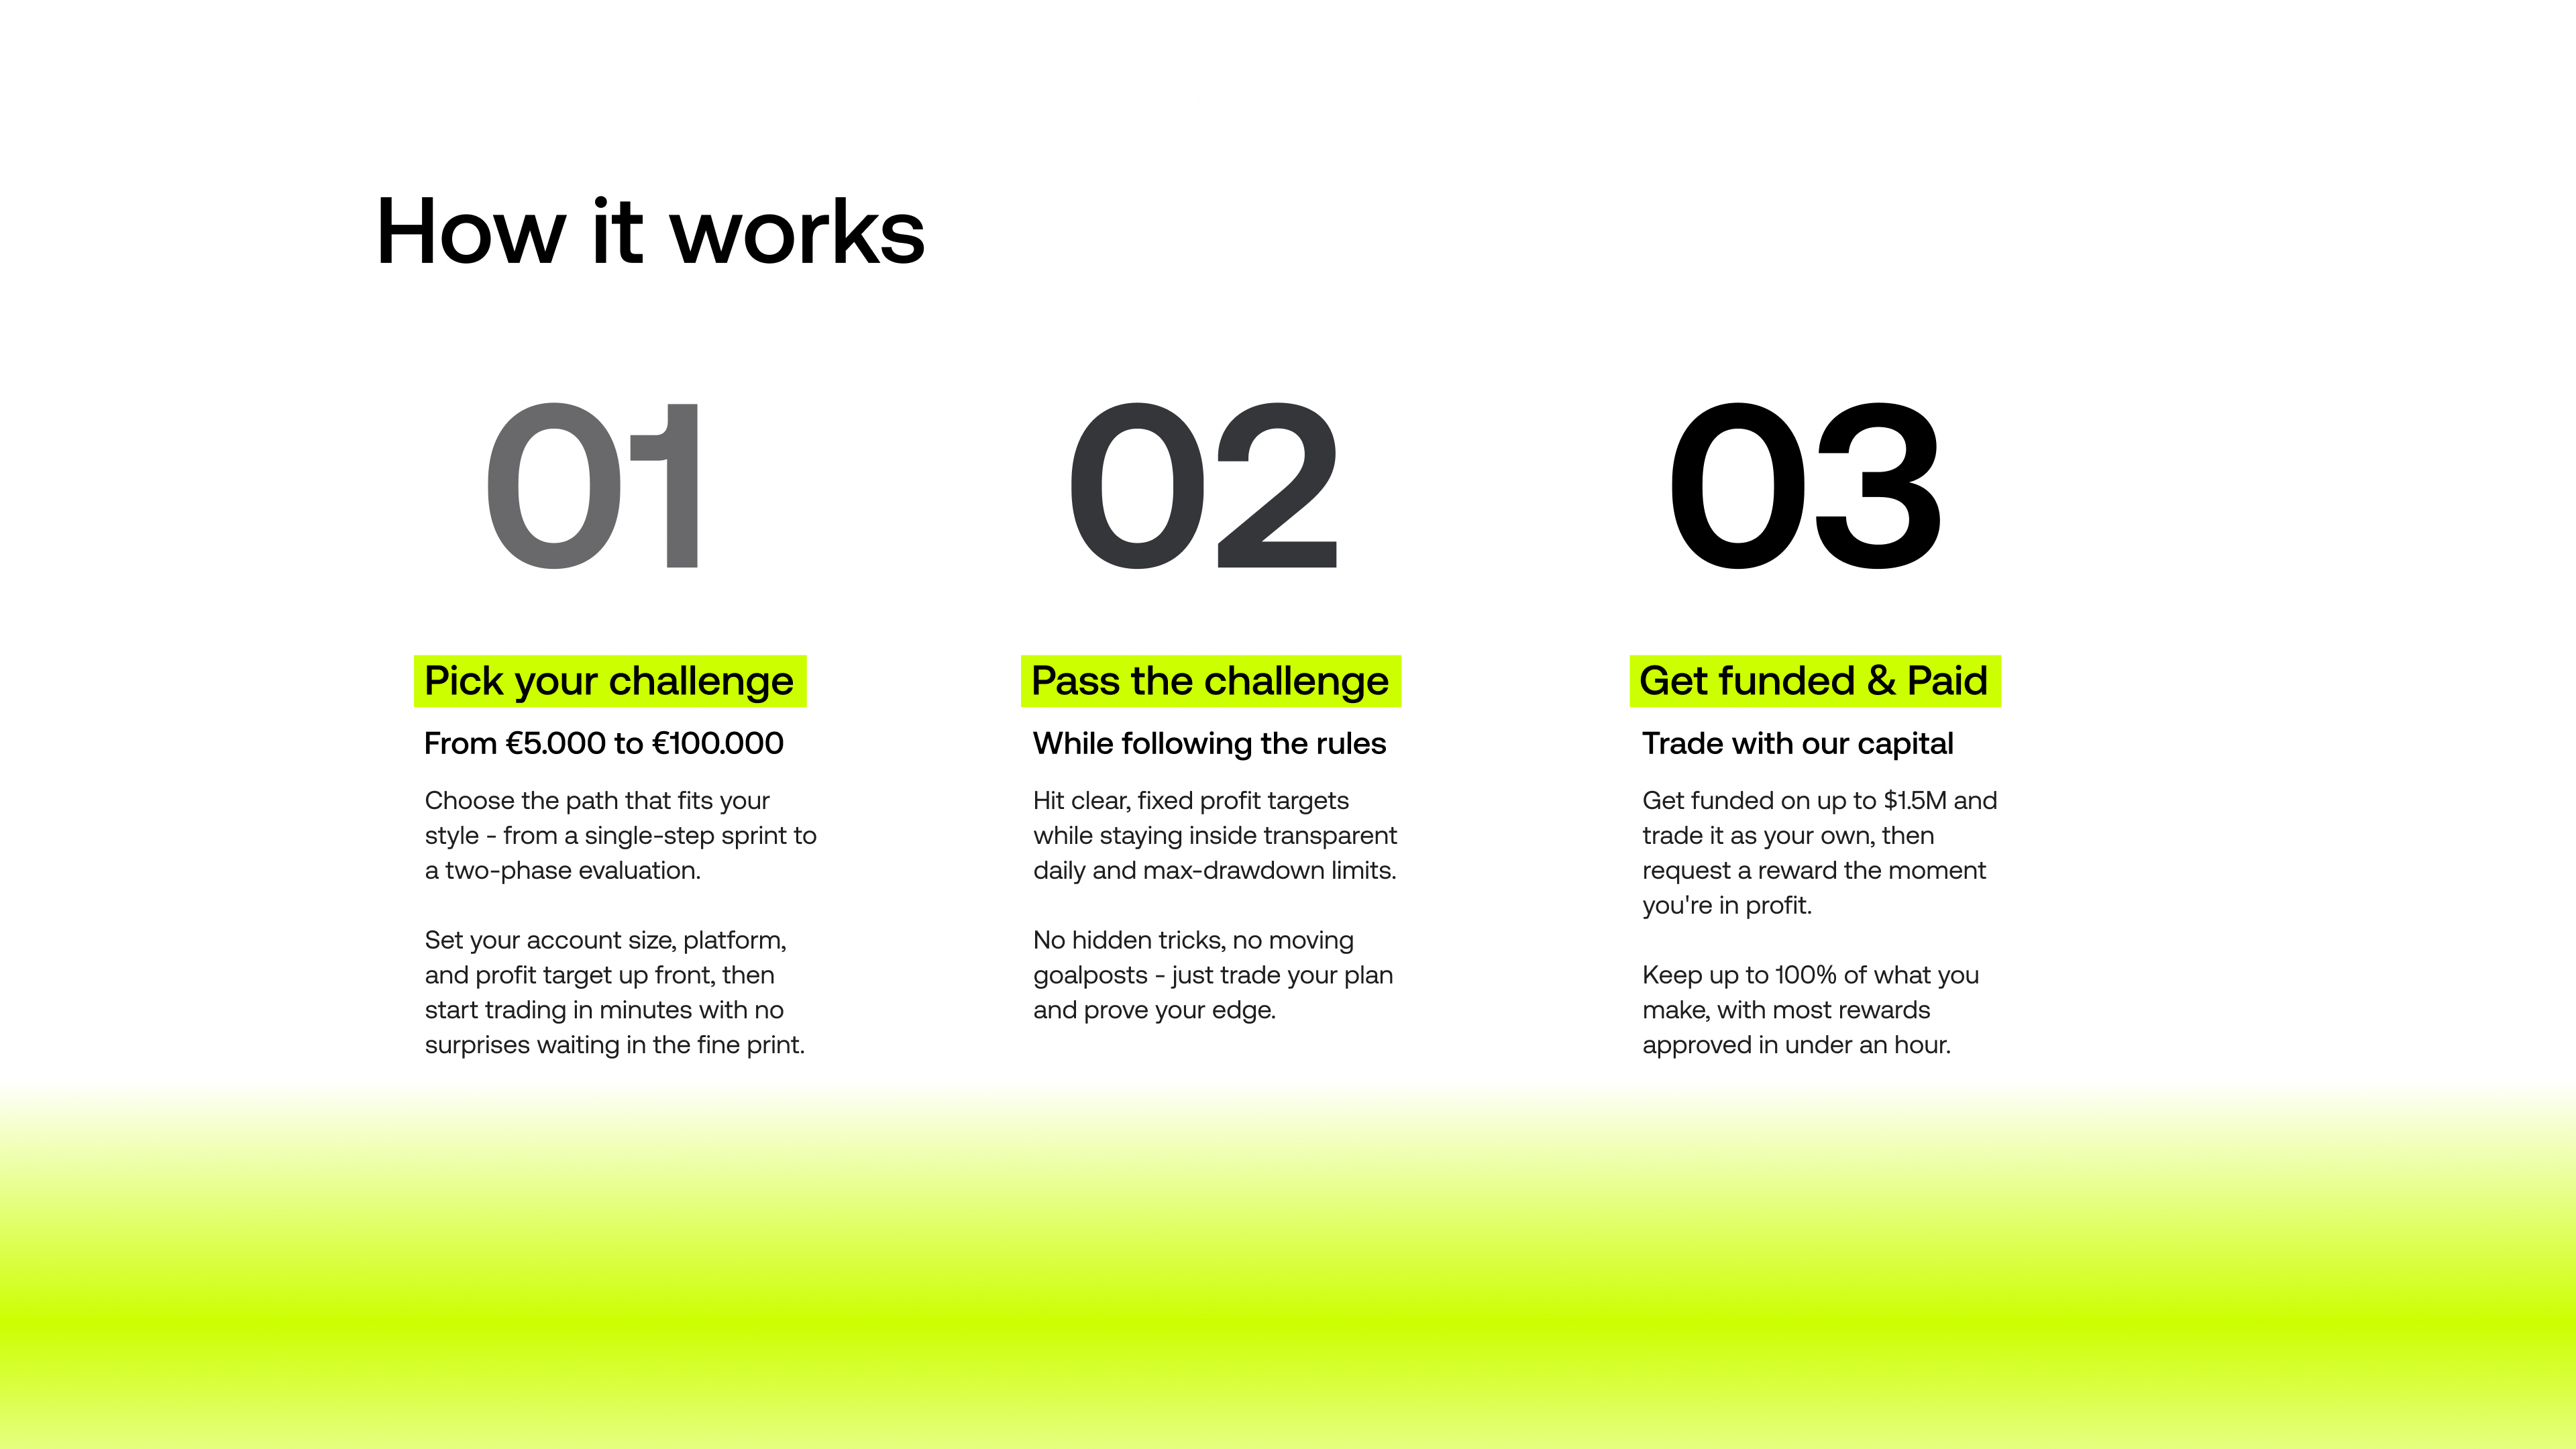 How it works
01
Pick your challenge
From €5.000 to €100.000
Choose the path that fits your
style - from a single-step sprint to
a two-phase evaluation.
Set your account size, platform,
and profit target up front, then
start trading in minutes with no
surprises waiting in the fine print.
02
Pass the challenge
While following the rules
Hit clear, fixed profit targets
while staying inside transparent
daily and max-drawdown limits.
No hidden tricks, no moving
goalposts - just trade your plan
and prove your edge.
03
Get funded & Paid
Trade with our capital
Get funded on up to $1.5M and
trade it as your own, then
request a reward the moment
you're in profit.
Keep up to 100% of what you
make, with most rewards
approved in under an hour.